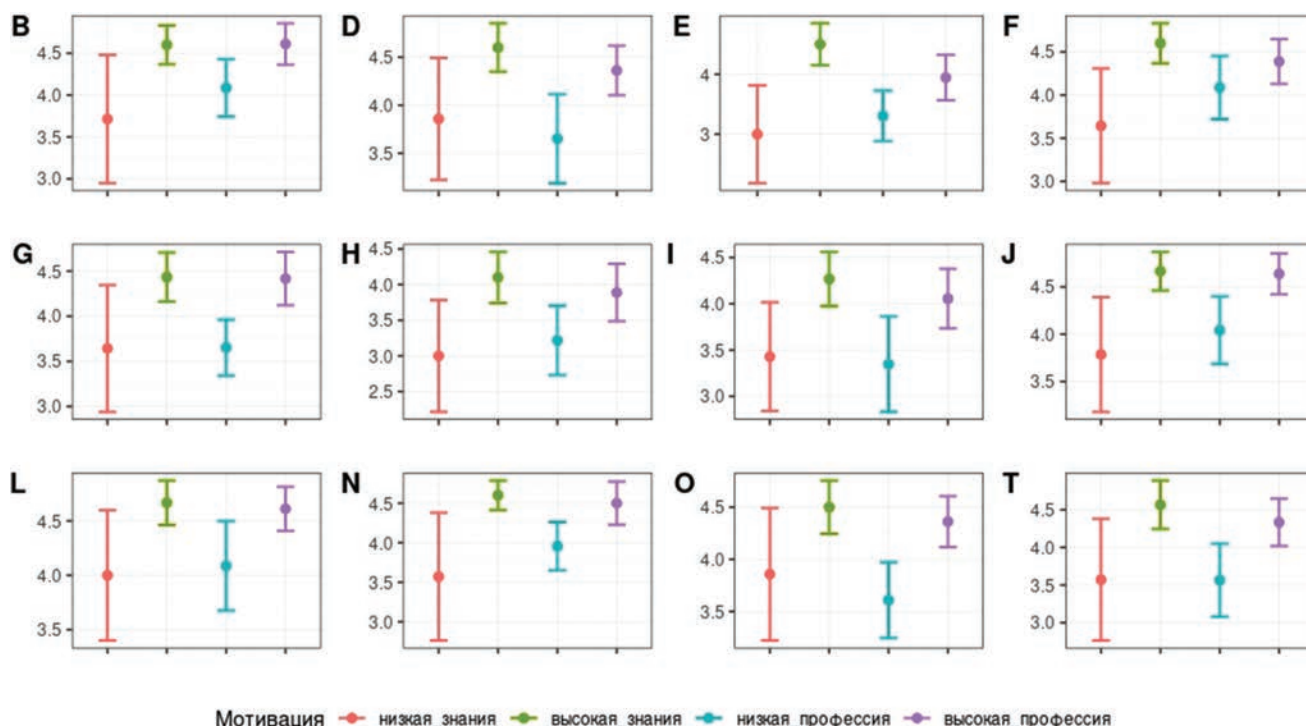 B D E F
4.5 4.5 4 4.5
4.0 4.0 3 4.0
3.5 3.5 3.5
3.0 3.0
G H I J
4.5 4.5 4.5 4.5
4.0 4.0 4.0 4.0
3.5 3.5 3.5 3.5
3.0 3.0 3.0
2.5
L N O T
4.5 4.5 4.5 4.5
4.0 4.0 4.0 4.0
3.5 3.5 3.5 3.5
3.0 3.0
Мотивация низкая знания высокая знания низкая профессия высокая профессия